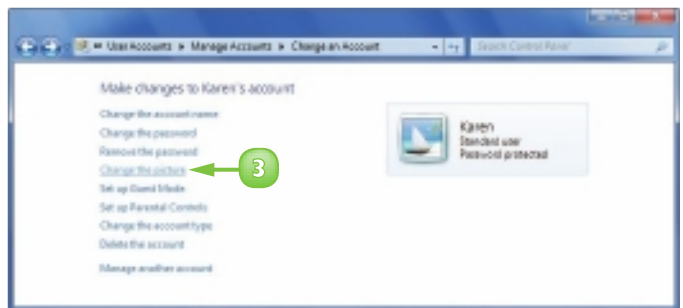 User Accounts ▸ Manage Accounts ▸ Change an Account
Search Control Panel
Make changes to Karen's account
Change the account name
Change the password
Remove the password
Change the picture
3
Set up Guest Mode
Set up Parental Controls
Change the account type
Delete the account
Manage another account
Karen
Standard user
Password protected